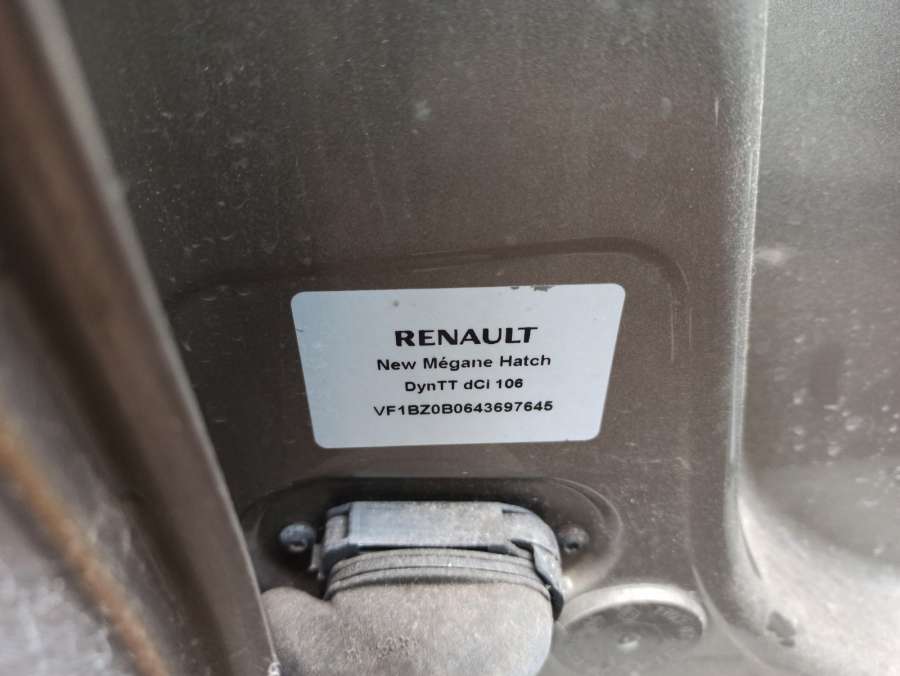 RENAULT
New Mégane Hatch
DynTT dCi 106
VF1BZ0B0643697645